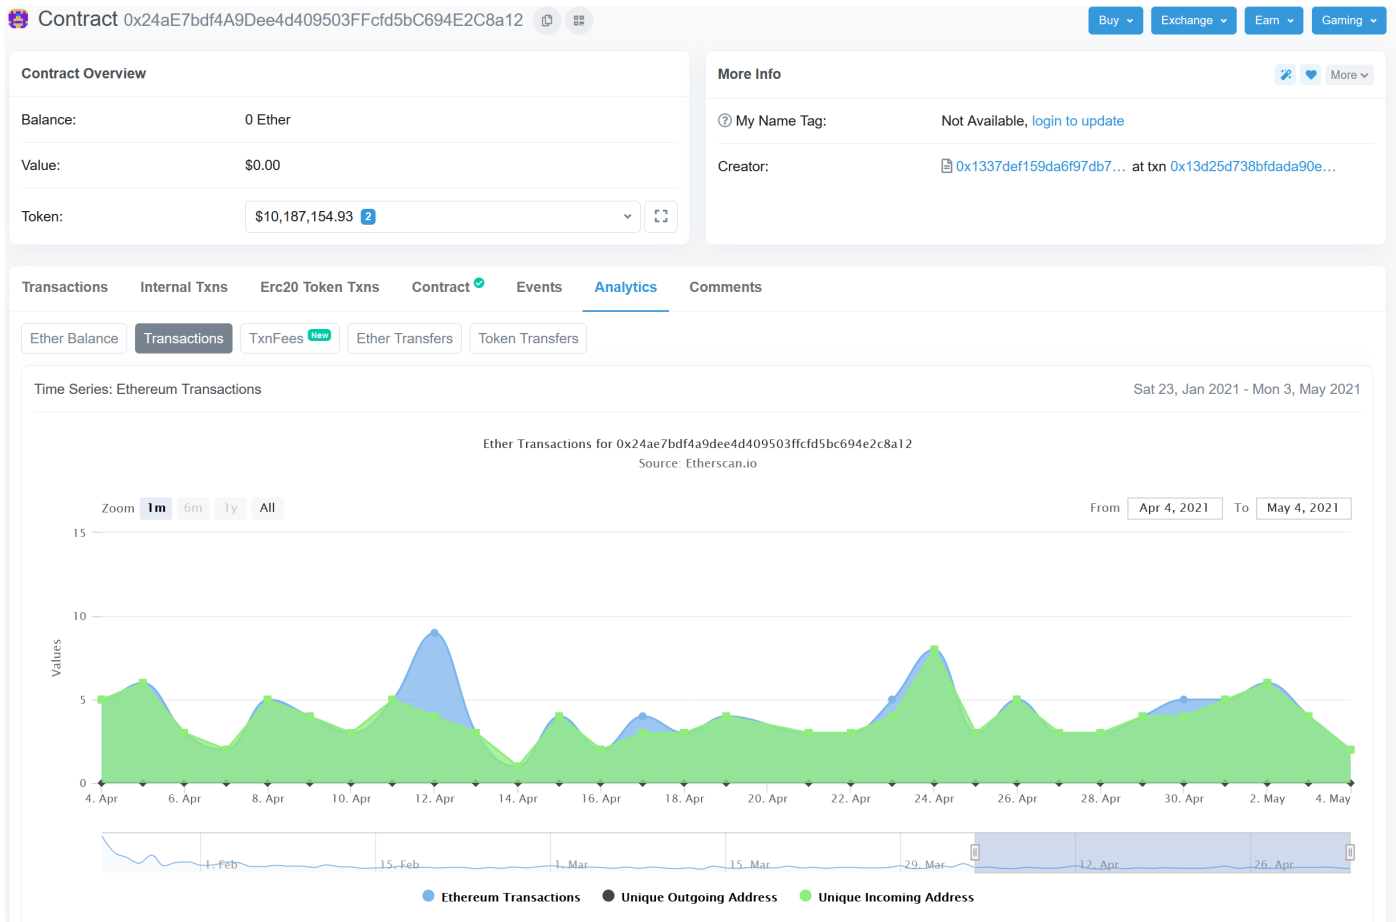 Contract 0x24aE7bdf4A9Dee4d409503FFcfd5bC694E2C8a12
Buy Exchange Earn Gaming
Contract Overview
Balance: 0 Ether
Value: $0.00
Token: $10,187,154.93 2
More Info
More
My Name Tag: Not Available, login to update
Creator: 0x1337def159da6f97db7... at txn 0x13d25d738bfdada90e...
Transactions Internal Txns Erc20 Token Txns Contract Events Analytics Comments
Ether Balance Transactions TxnFees New Ether Transfers Token Transfers
Time Series: Ethereum Transactions Sat 23, Jan 2021 - Mon 3, May 2021
Ether Transactions for 0x24ae7bdf4a9dee4d409503ffcfd5bc694e2c8a12
Source: Etherscan.io
Zoom 1m 6m 1y All From Apr 4, 2021 To May 4, 2021
Values
15
10
5
0
4. Apr 6. Apr 8. Apr 10. Apr 12. Apr 14. Apr 16. Apr 18. Apr 20. Apr 22. Apr 24. Apr 26. Apr 28. Apr 30. Apr 2. May 4. May
1. Feb 15. Feb 1. Mar 15. Mar 29. Mar 12. Apr 26. Apr
Ethereum Transactions Unique Outgoing Address Unique Incoming Address